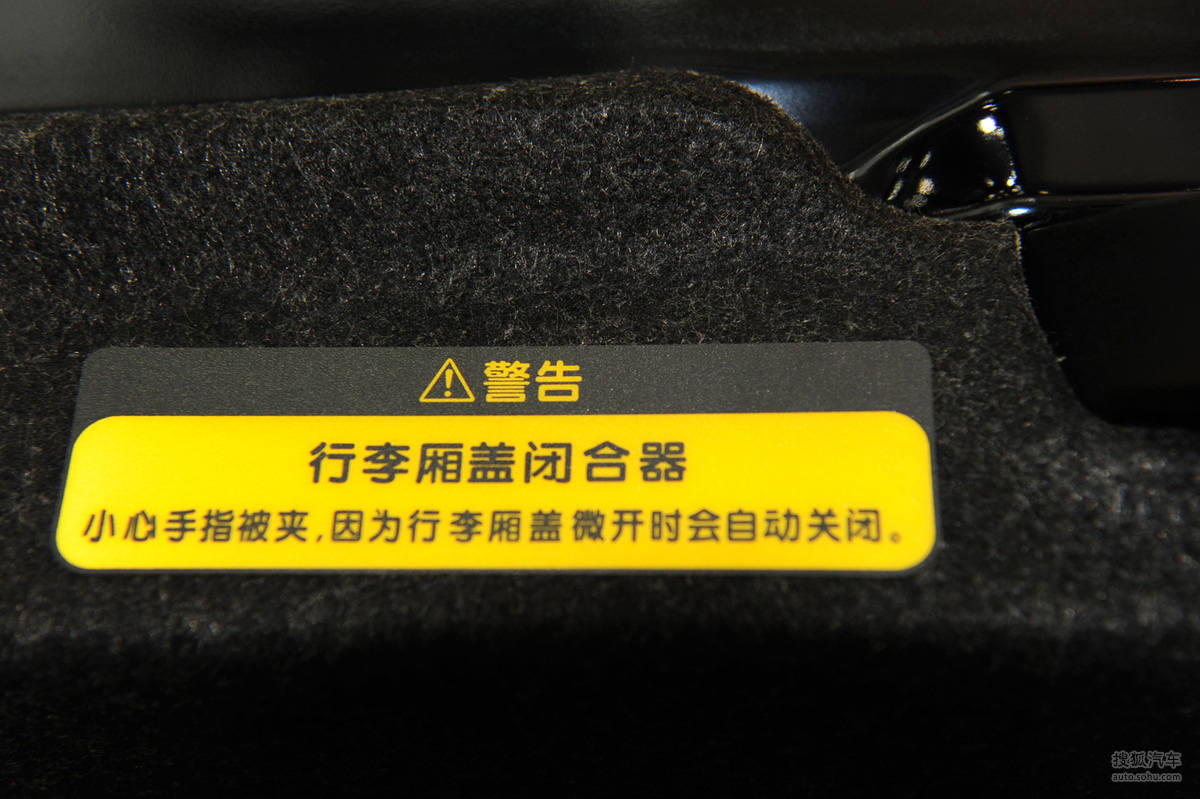 警告
行李厢盖闭合器
小心手指被夹,因为行李厢盖微开时会自动关闭。
搜狐汽车
auto.sohu.com